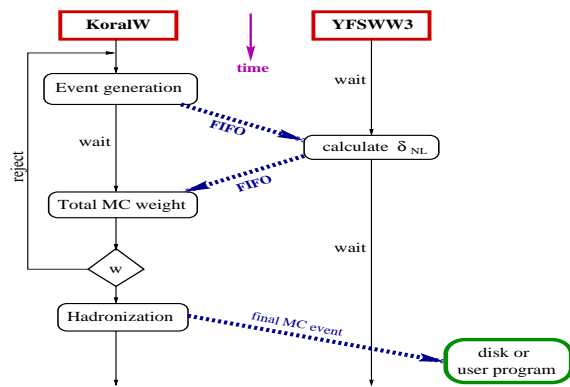 KoralW
YFSWW3
time
wait
Event generation
FIFO
wait
calculate δ NL
reject
FIFO
Total MC weight
wait
w
Hadronization
final MC event
disk or
user program